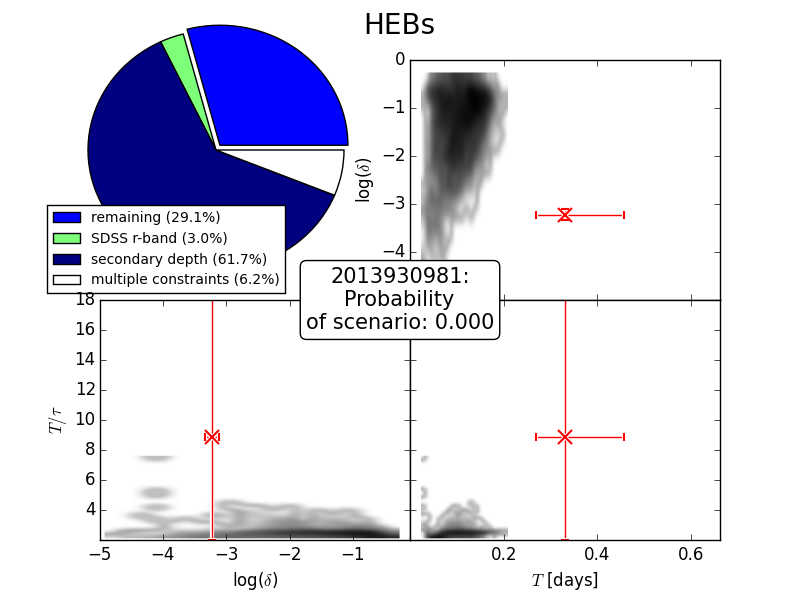 HEBs
remaining (29.1%)
SDSS r-band (3.0%)
secondary depth (61.7%)
multiple constraints (6.2%)
0
−1
−2
−3
−4
log(δ)
2013930981:
Probability
of scenario: 0.000
18
16
14
12
10
8
6
4
T/τ
−5 −4 −3 −2 −1
log(δ)
0.2 0.4 0.6
T [days]